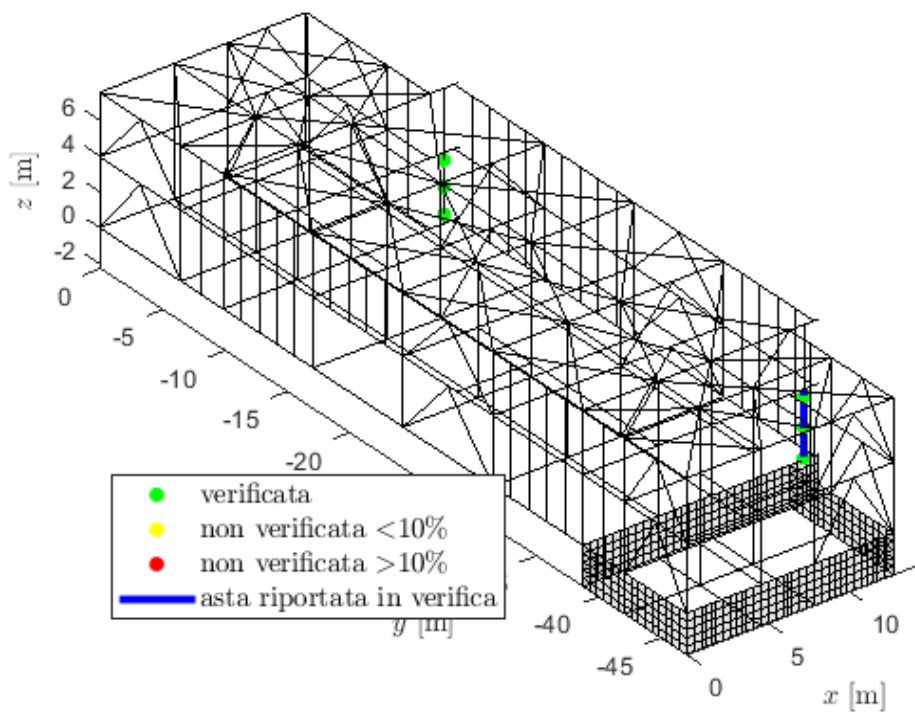 6
4
2
0
-2
z [m]
0
-5
-10
-15
-20
-40
-45
y [m]
0
5
10
x [m]
verificata
non verificata <10%
non verificata >10%
asta riportata in verifica